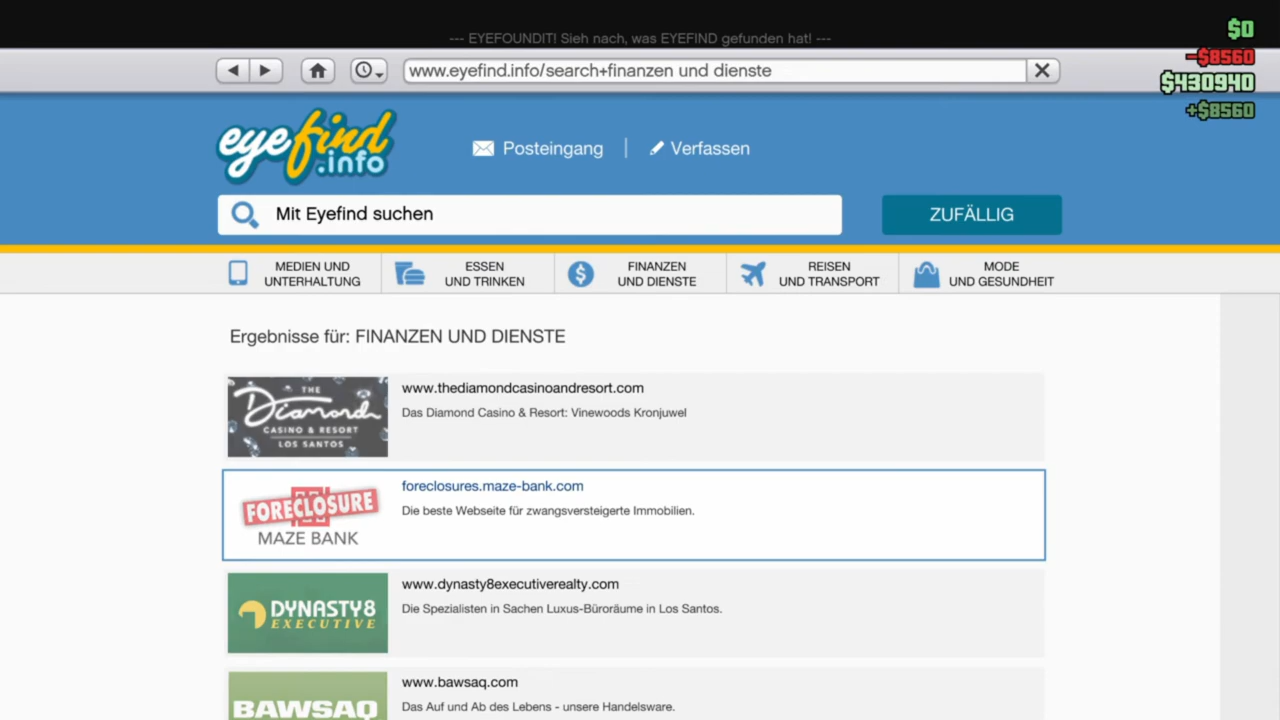 --- EYEFOUNDIT! Sieh nach, was EYEFIND gefunden hat! ---
$0
-$8560
$430940
+$8560
www.eyefind.info/search+finanzen und dienste
eyefind
.info
Posteingang
Verfassen
Mit Eyefind suchen
ZUFÄLLIG
MEDIEN UND
UNTERHALTUNG
ESSEN
UND TRINKEN
FINANZEN
UND DIENSTE
REISEN
UND TRANSPORT
MODE
UND GESUNDHEIT
Ergebnisse für: FINANZEN UND DIENSTE
THE
Diamond
CASINO & RESORT
LOS SANTOS
www.thediamondcasinoandresort.com
Das Diamond Casino & Resort: Vinewoods Kronjuwel
FORECLOSURE
MAZE BANK
foreclosures.maze-bank.com
Die beste Webseite für zwangsversteigerte Immobilien.
DYNASTY8
EXECUTIVE
www.dynasty8executiverealty.com
Die Spezialisten in Sachen Luxus-Büroräume in Los Santos.
BAWSAQ
www.bawsaq.com
Das Auf und Ab des Lebens - unsere Handelsware.